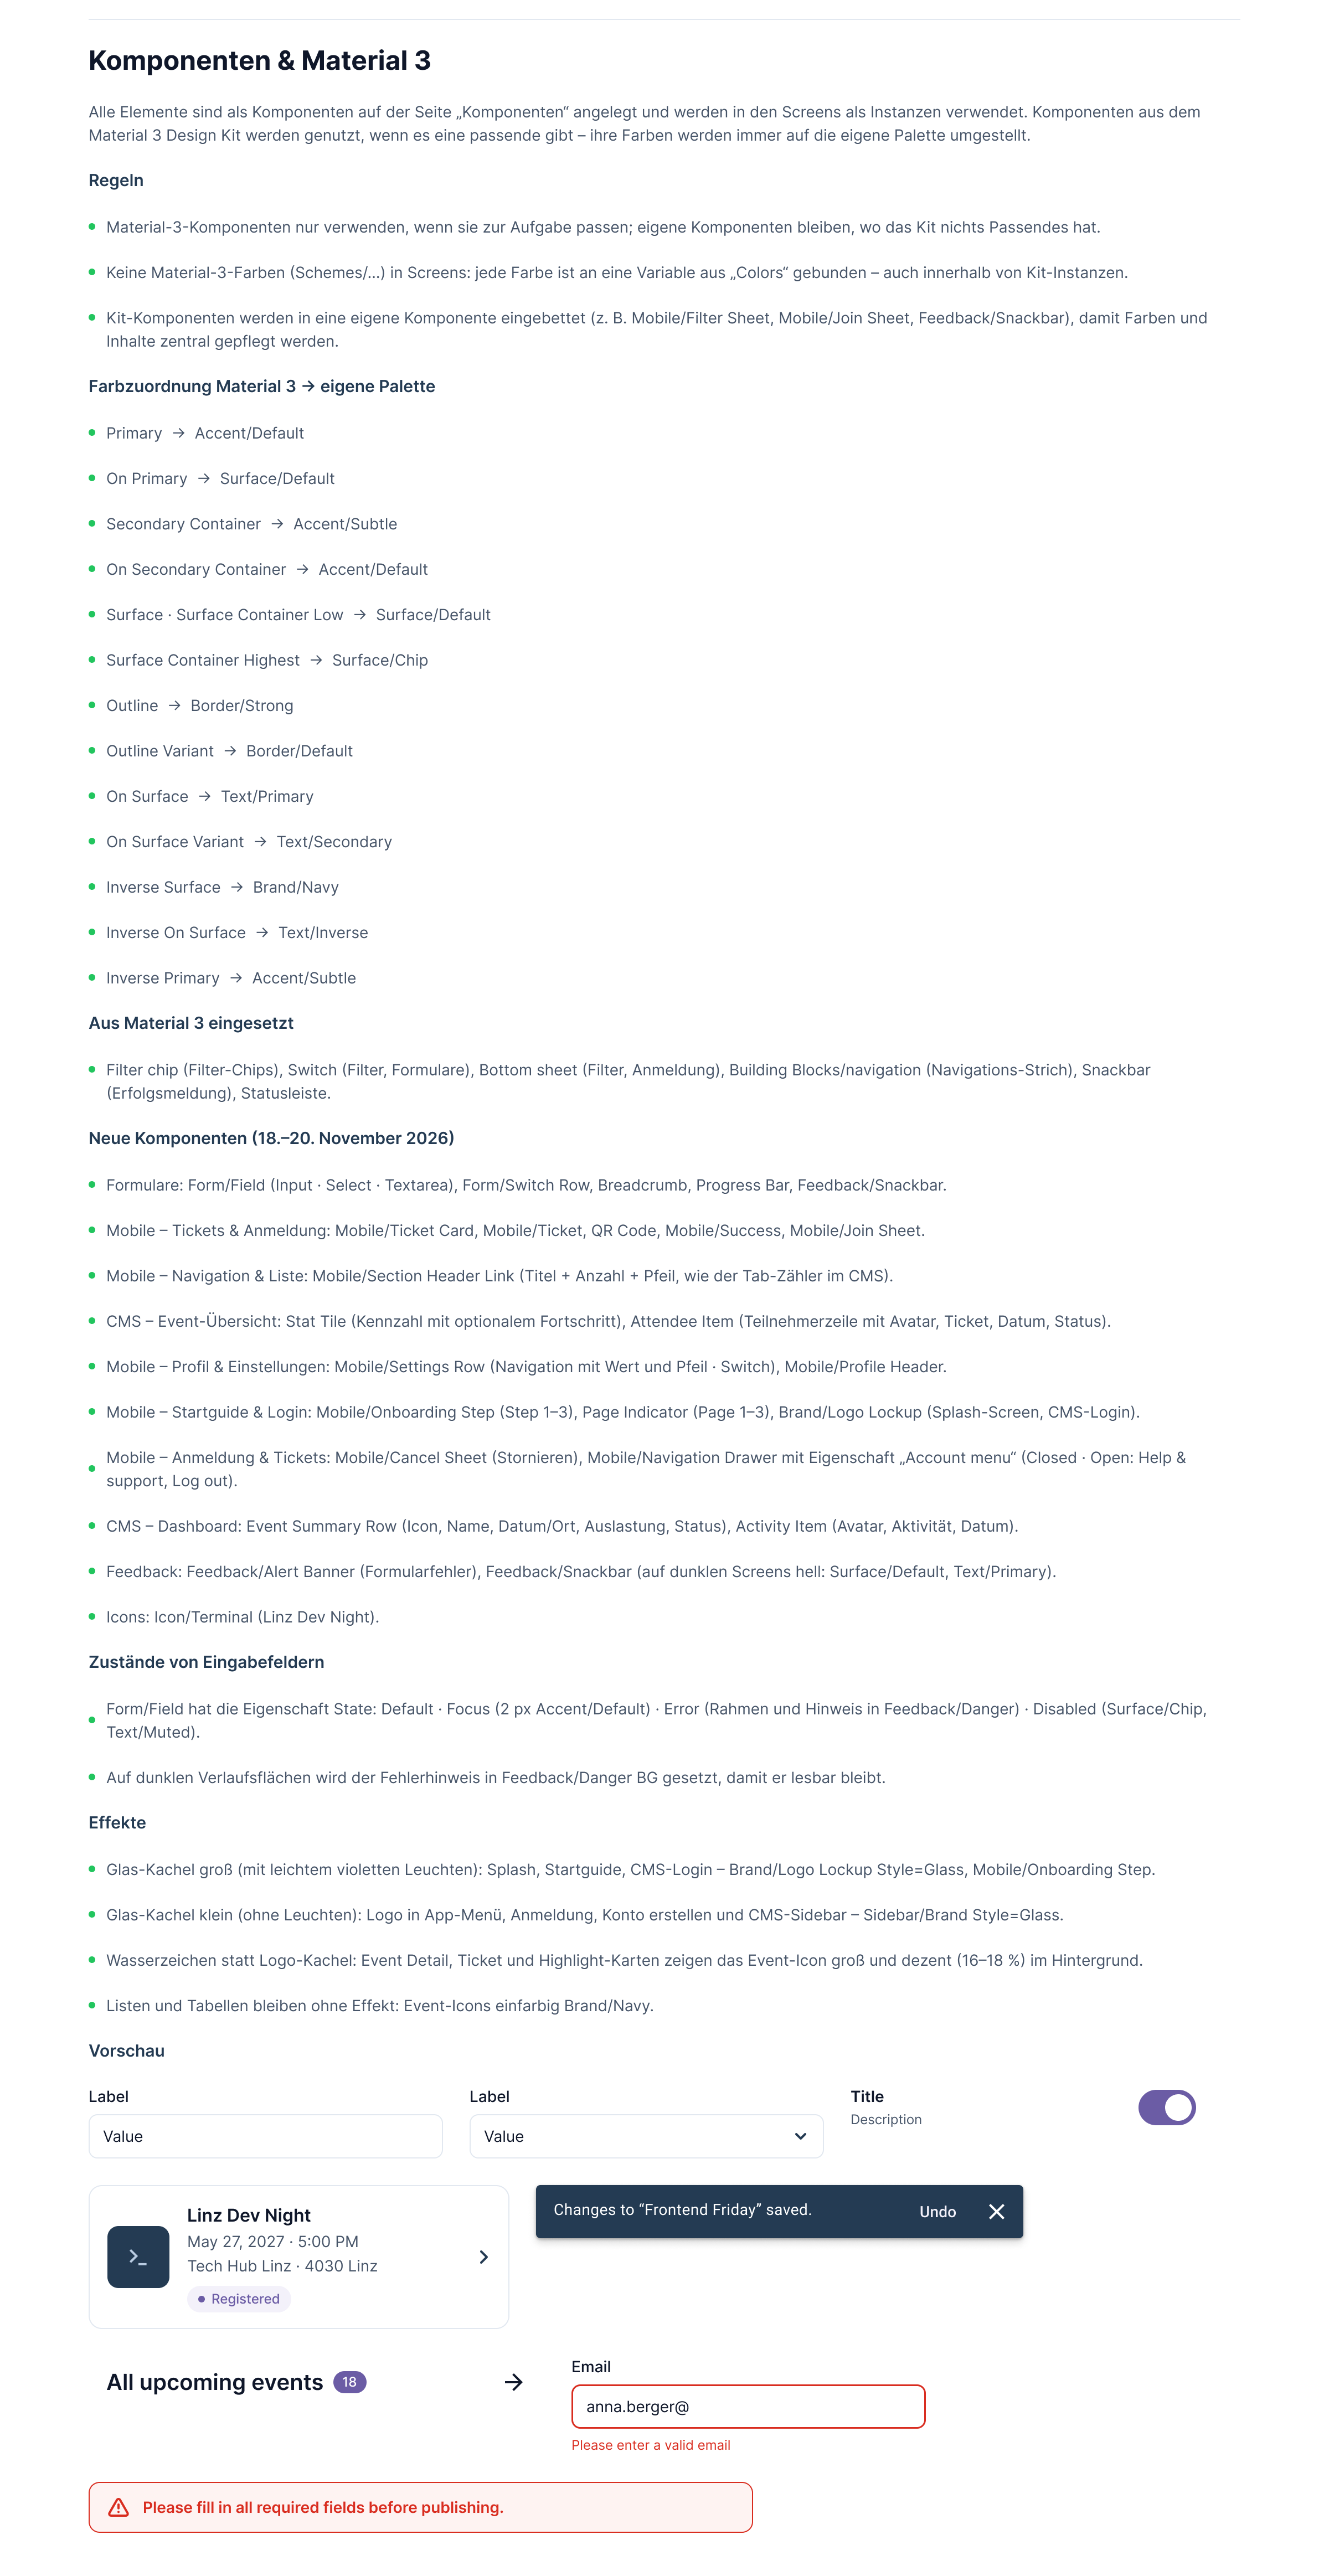 Komponenten & Material 3
Alle Elemente sind als Komponenten auf der Seite „Komponenten“ angelegt und werden in den Screens als Instanzen verwendet. Komponenten aus dem
Material 3 Design Kit werden genutzt, wenn es eine passende gibt – ihre Farben werden immer auf die eigene Palette umgestellt.
Regeln
Material-3-Komponenten nur verwenden, wenn sie zur Aufgabe passen; eigene Komponenten bleiben, wo das Kit nichts Passendes hat.
Keine Material-3-Farben (Schemes/…) in Screens: jede Farbe ist an eine Variable aus „Colors“ gebunden – auch innerhalb von Kit-Instanzen.
Kit-Komponenten werden in eine eigene Komponente eingebettet (z. B. Mobile/Filter Sheet, Mobile/Join Sheet, Feedback/Snackbar), damit Farben und
Inhalte zentral gepflegt werden.
Farbzuordnung Material 3 → eigene Palette
Primary → Accent/Default
On Primary → Surface/Default
Secondary Container → Accent/Subtle
On Secondary Container → Accent/Default
Surface · Surface Container Low → Surface/Default
Surface Container Highest → Surface/Chip
Outline → Border/Strong
Outline Variant → Border/Default
On Surface → Text/Primary
On Surface Variant → Text/Secondary
Inverse Surface → Brand/Navy
Inverse On Surface → Text/Inverse
Inverse Primary → Accent/Subtle
Aus Material 3 eingesetzt
Filter chip (Filter-Chips), Switch (Filter, Formulare), Bottom sheet (Filter, Anmeldung), Building Blocks/navigation (Navigations-Strich), Snackbar
(Erfolgsmeldung), Statusleiste.
Neue Komponenten (18.–20. November 2026)
Formulare: Form/Field (Input · Select · Textarea), Form/Switch Row, Breadcrumb, Progress Bar, Feedback/Snackbar.
Mobile – Tickets & Anmeldung: Mobile/Ticket Card, Mobile/Ticket, QR Code, Mobile/Success, Mobile/Join Sheet.
Mobile – Navigation & Liste: Mobile/Section Header Link (Titel + Anzahl + Pfeil, wie der Tab-Zähler im CMS).
CMS – Event-Übersicht: Stat Tile (Kennzahl mit optionalem Fortschritt), Attendee Item (Teilnehmerzeile mit Avatar, Ticket, Datum, Status).
Mobile – Profil & Einstellungen: Mobile/Settings Row (Navigation mit Wert und Pfeil · Switch), Mobile/Profile Header.
Mobile – Startguide & Login: Mobile/Onboarding Step (Step 1–3), Page Indicator (Page 1–3), Brand/Logo Lockup (Splash-Screen, CMS-Login).
Mobile – Anmeldung & Tickets: Mobile/Cancel Sheet (Stornieren), Mobile/Navigation Drawer mit Eigenschaft „Account menu“ (Closed · Open: Help &
support, Log out).
CMS – Dashboard: Event Summary Row (Icon, Name, Datum/Ort, Auslastung, Status), Activity Item (Avatar, Aktivität, Datum).
Feedback: Feedback/Alert Banner (Formularfehler), Feedback/Snackbar (auf dunklen Screens hell: Surface/Default, Text/Primary).
Icons: Icon/Terminal (Linz Dev Night).
Zustände von Eingabefeldern
Form/Field hat die Eigenschaft State: Default · Focus (2 px Accent/Default) · Error (Rahmen und Hinweis in Feedback/Danger) · Disabled (Surface/Chip,
Text/Muted).
Auf dunklen Verlaufsflächen wird der Fehlerhinweis in Feedback/Danger BG gesetzt, damit er lesbar bleibt.
Effekte
Glas-Kachel groß (mit leichtem violetten Leuchten): Splash, Startguide, CMS-Login – Brand/Logo Lockup Style=Glass, Mobile/Onboarding Step.
Glas-Kachel klein (ohne Leuchten): Logo in App-Menü, Anmeldung, Konto erstellen und CMS-Sidebar – Sidebar/Brand Style=Glass.
Wasserzeichen statt Logo-Kachel: Event Detail, Ticket und Highlight-Karten zeigen das Event-Icon groß und dezent (16–18 %) im Hintergrund.
Listen und Tabellen bleiben ohne Effekt: Event-Icons einfarbig Brand/Navy.
Vorschau
Label
Value
Label
Value
Title
Description
Linz Dev Night
May 27, 2027 · 5:00 PM
Tech Hub Linz · 4030 Linz
Registered
Changes to “Frontend Friday” saved.
Undo
All upcoming events 18
Email
anna.berger@
Please enter a valid email
Please fill in all required fields before publishing.